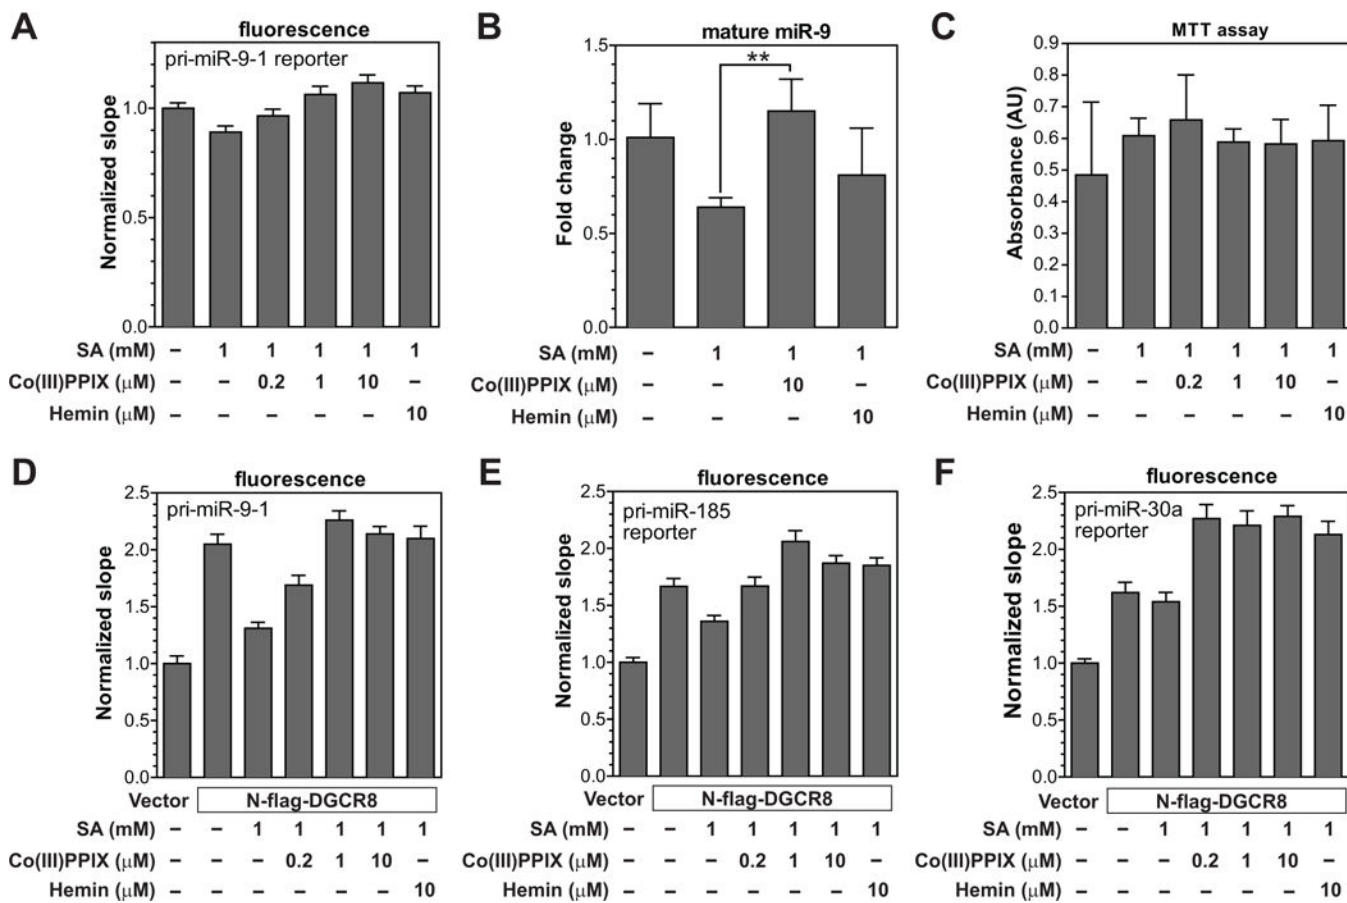 A
fluorescence
pri-miR-9-1 reporter
Normalized slope
1.0
0.5
0.0
SA (mM) – 1 1 1 1 1
Co(III)PPIX (μM) – – 0.2 1 10 –
Hemin (μM) – – – – – 10
B
mature miR-9
**
Fold change
1.5
1.0
0.5
0.0
SA (mM) – 1 1 1
Co(III)PPIX (μM) – – 10 –
Hemin (μM) – – – 10
C
MTT assay
Absorbance (AU)
0.9
0.8
0.7
0.6
0.5
0.4
0.3
0.2
0.1
0.0
SA (mM) – 1 1 1 1 1
Co(III)PPIX (μM) – – 0.2 1 10 –
Hemin (μM) – – – – – 10
D
fluorescence
pri-miR-9-1
Normalized slope
2.5
2.0
1.5
1.0
0.5
0.0
Vector N-flag-DGCR8
SA (mM) – – 1 1 1 1 1
Co(III)PPIX (μM) – – – 0.2 1 10 –
Hemin (μM) – – – – – – 10
E
fluorescence
pri-miR-185
reporter
Normalized slope
2.5
2.0
1.5
1.0
0.5
0.0
Vector N-flag-DGCR8
SA (mM) – – 1 1 1 1 1
Co(III)PPIX (μM) – – – 0.2 1 10 –
Hemin (μM) – – – – – – 10
F
fluorescence
pri-miR-30a
reporter
Normalized slope
2.5
2.0
1.5
1.0
0.5
0.0
Vector N-flag-DGCR8
SA (mM) – – 1 1 1 1 1
Co(III)PPIX (μM) – – – 0.2 1 10 –
Hemin (μM) – – – – – – 10